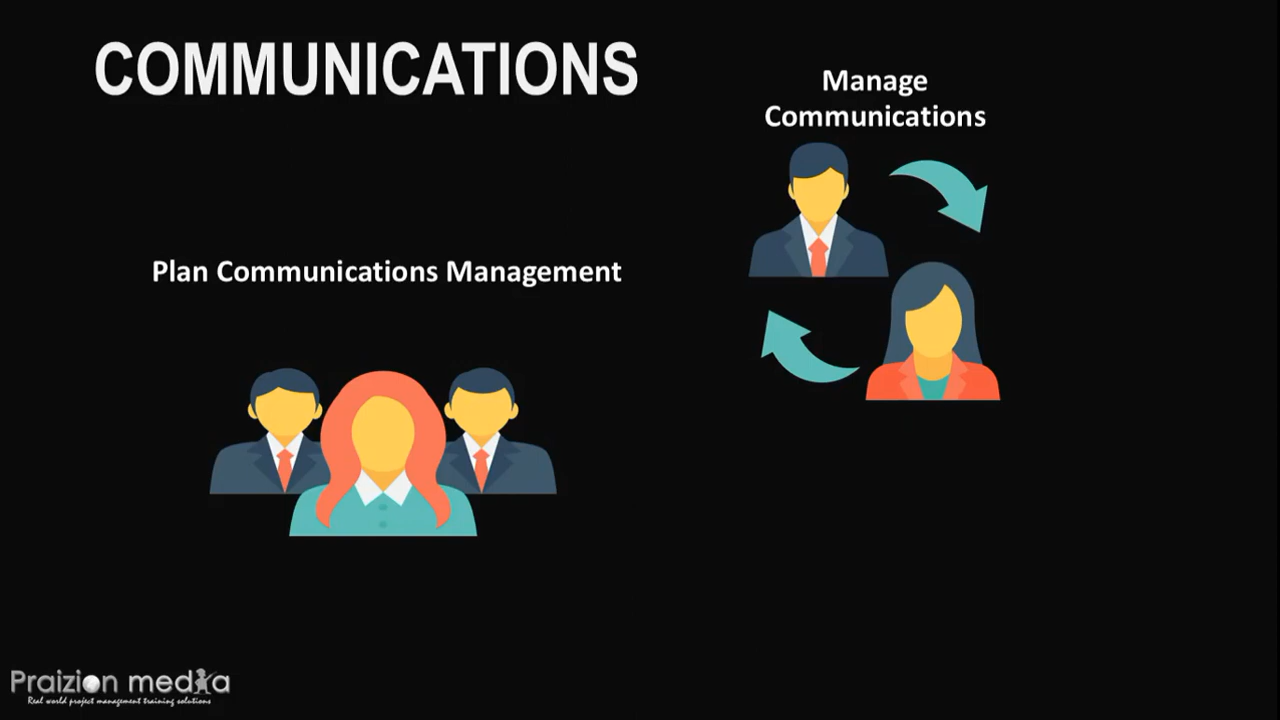 COMMUNICATIONS
Manage
Communications
Plan Communications Management
Praizion media
Real world project management training solutions